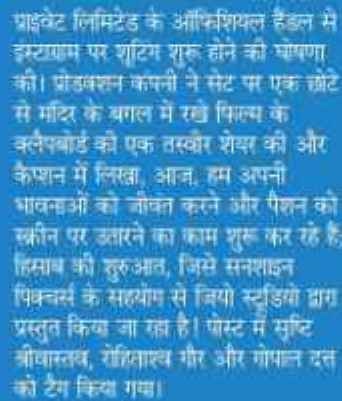 प्राइवेट लिमिटेड के ऑफिशियल हैंडल से
इंस्टाग्राम पर शूटिंग शुरू होने की घोषणा
की। प्रोडक्शन कंपनी ने सेट पर एक छोटे
से मंदिर के बगल में रखे फिल्म के
क्लैपबोर्ड की एक तस्वीर शेयर की और
कैप्शन में लिखा, आज, हम अपनी
भावनाओं को जीवंत करने और पैशन को
स्क्रीन पर उतारने का काम शुरू कर रहे हैं,
हिसाब की शुरुआत, जिसे सनशाइन
पिक्चर्स के सहयोग से जियो स्टूडियो द्वारा
प्रस्तुत किया जा रहा है। पोस्ट में सृष्टि
श्रीवास्तव, रोहिताश्व गौर और गोपाल दत्त
को टैग किया गया।